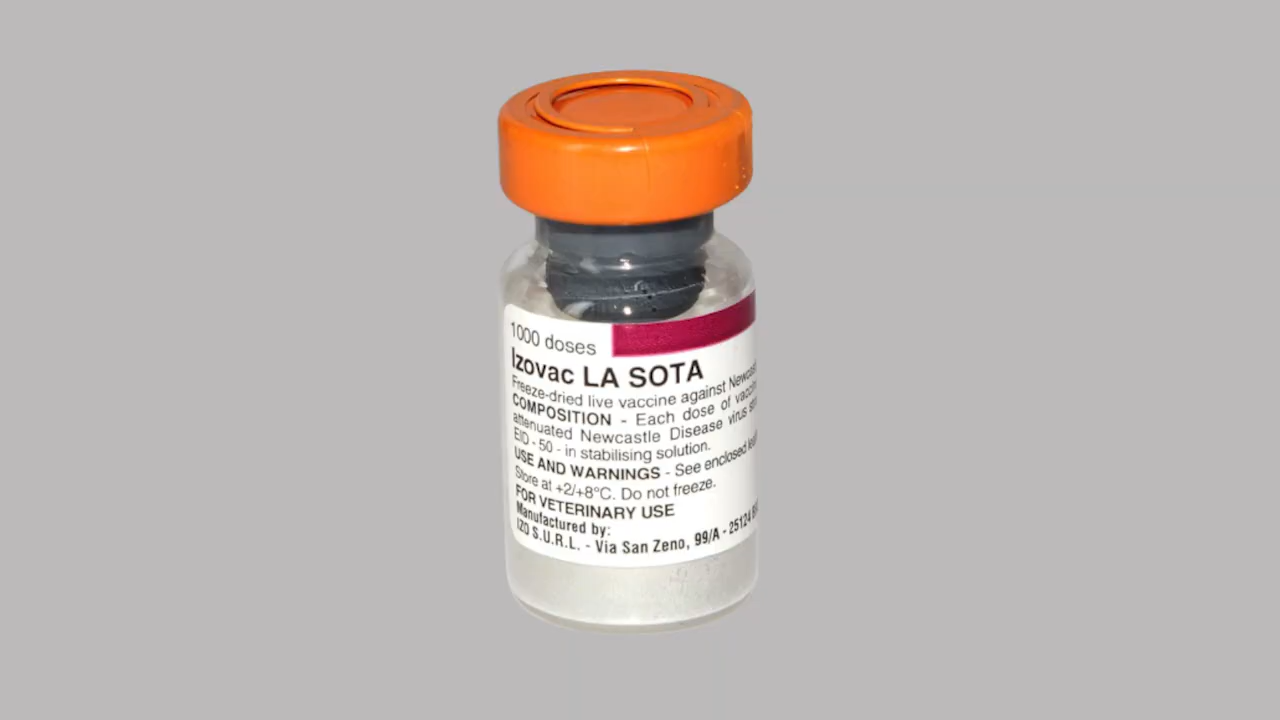 1000 doses
Izovac LA SOTA
Freeze-dried live vaccine against
COMPOSITION - Each dose of
attenuated Newcastle Disease virus
EID - 50 - in stabilising solution.
USE AND WARNINGS - See enclosed
Store at +2/+8°C. Do not freeze.
FOR VETERINARY USE
Manufactured by:
IZO S.U.R.L. - Via San Zeno, 99/A - 25124